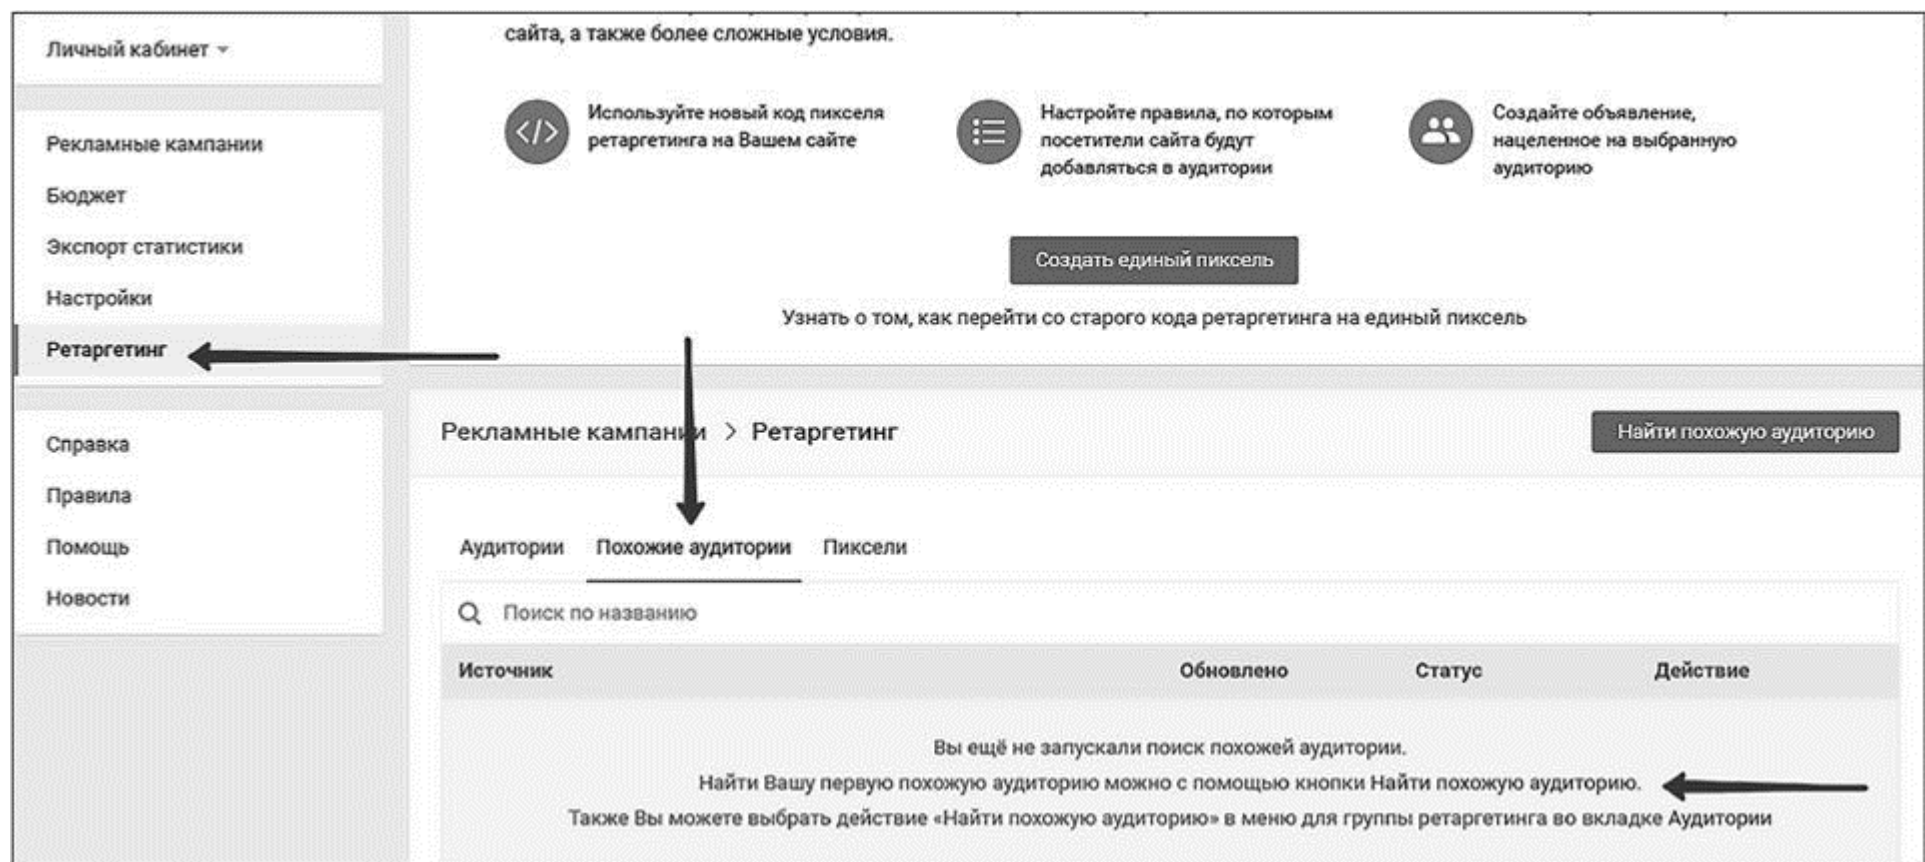 Личный кабинет
Рекламные кампании
Бюджет
Экспорт статистики
Настройки
Ретаргетинг
Справка
Правила
Помощь
Новости
сайта, а также более сложные условия.
Используйте новый код пикселя
ретаргетинга на Вашем сайте
Настройте правила, по которым
посетители сайта будут
добавляться в аудитории
Создайте объявление,
нацеленное на выбранную
аудиторию
Создать единый пиксель
Узнать о том, как перейти со старого кода ретаргетинга на единый пиксель
Рекламные кампании > Ретаргетинг
Найти похожую аудиторию
Аудитории Похожие аудитории Пиксели
Поиск по названию
Источник Обновлено Статус Действие
Вы ещё не запускали поиск похожей аудитории.
Найти Вашу первую похожую аудиторию можно с помощью кнопки Найти похожую аудиторию.
Также Вы можете выбрать действие «Найти похожую аудиторию» в меню для группы ретаргетинга во вкладке Аудитории